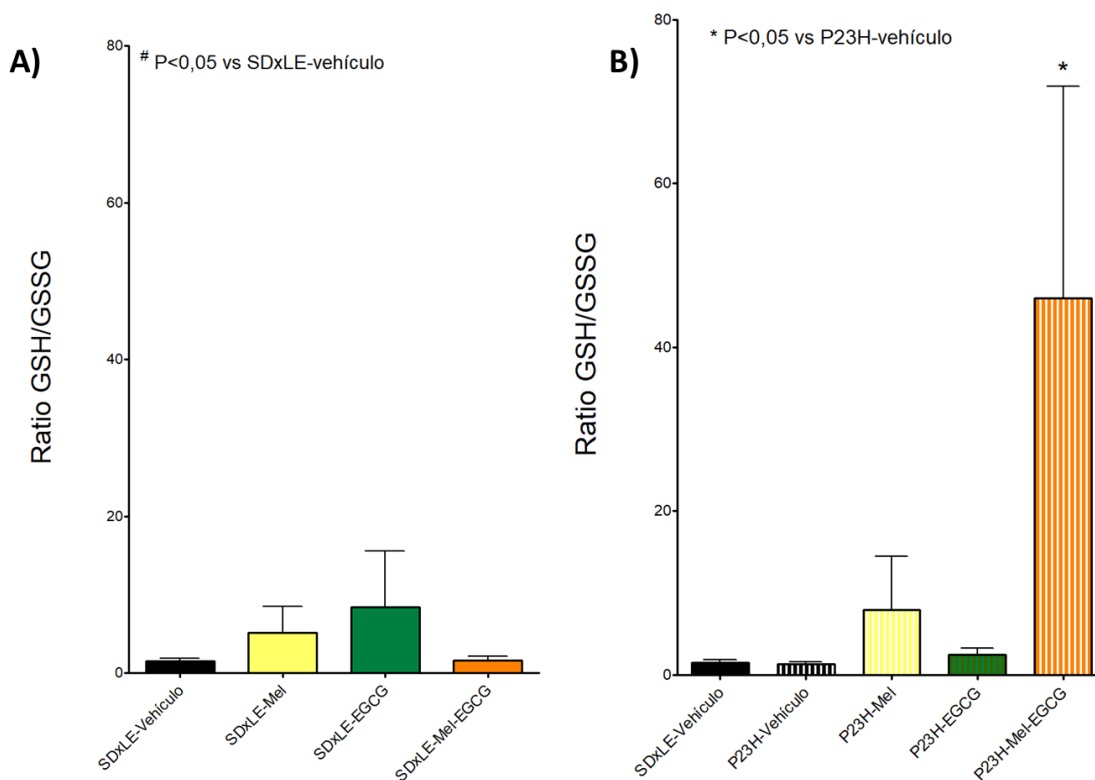 A)
# P<0,05 vs SDxLE-vehículo
80
60
40
20
0
Ratio GSH/GSSG
SDxLE-Vehículo
SDxLE-Mel
SDxLE-EGCG
SDxLE-Mel-EGCG
B)
* P<0,05 vs P23H-vehículo
*
80
60
40
20
0
Ratio GSH/GSSG
SDxLE-Vehículo
P23H-Vehículo
P23H-Mel
P23H-EGCG
P23H-Mel-EGCG